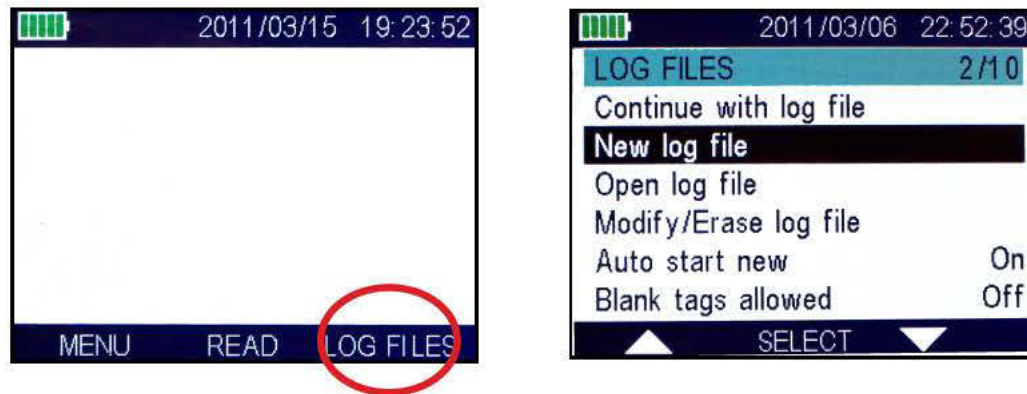 2011/03/15 19:23:52
MENU READ LOG FILES
2011/03/06 22:52:39
LOG FILES 2/10
Continue with log file
New log file
Open log file
Modify/Erase log file
Auto start new On
Blank tags allowed Off
SELECT